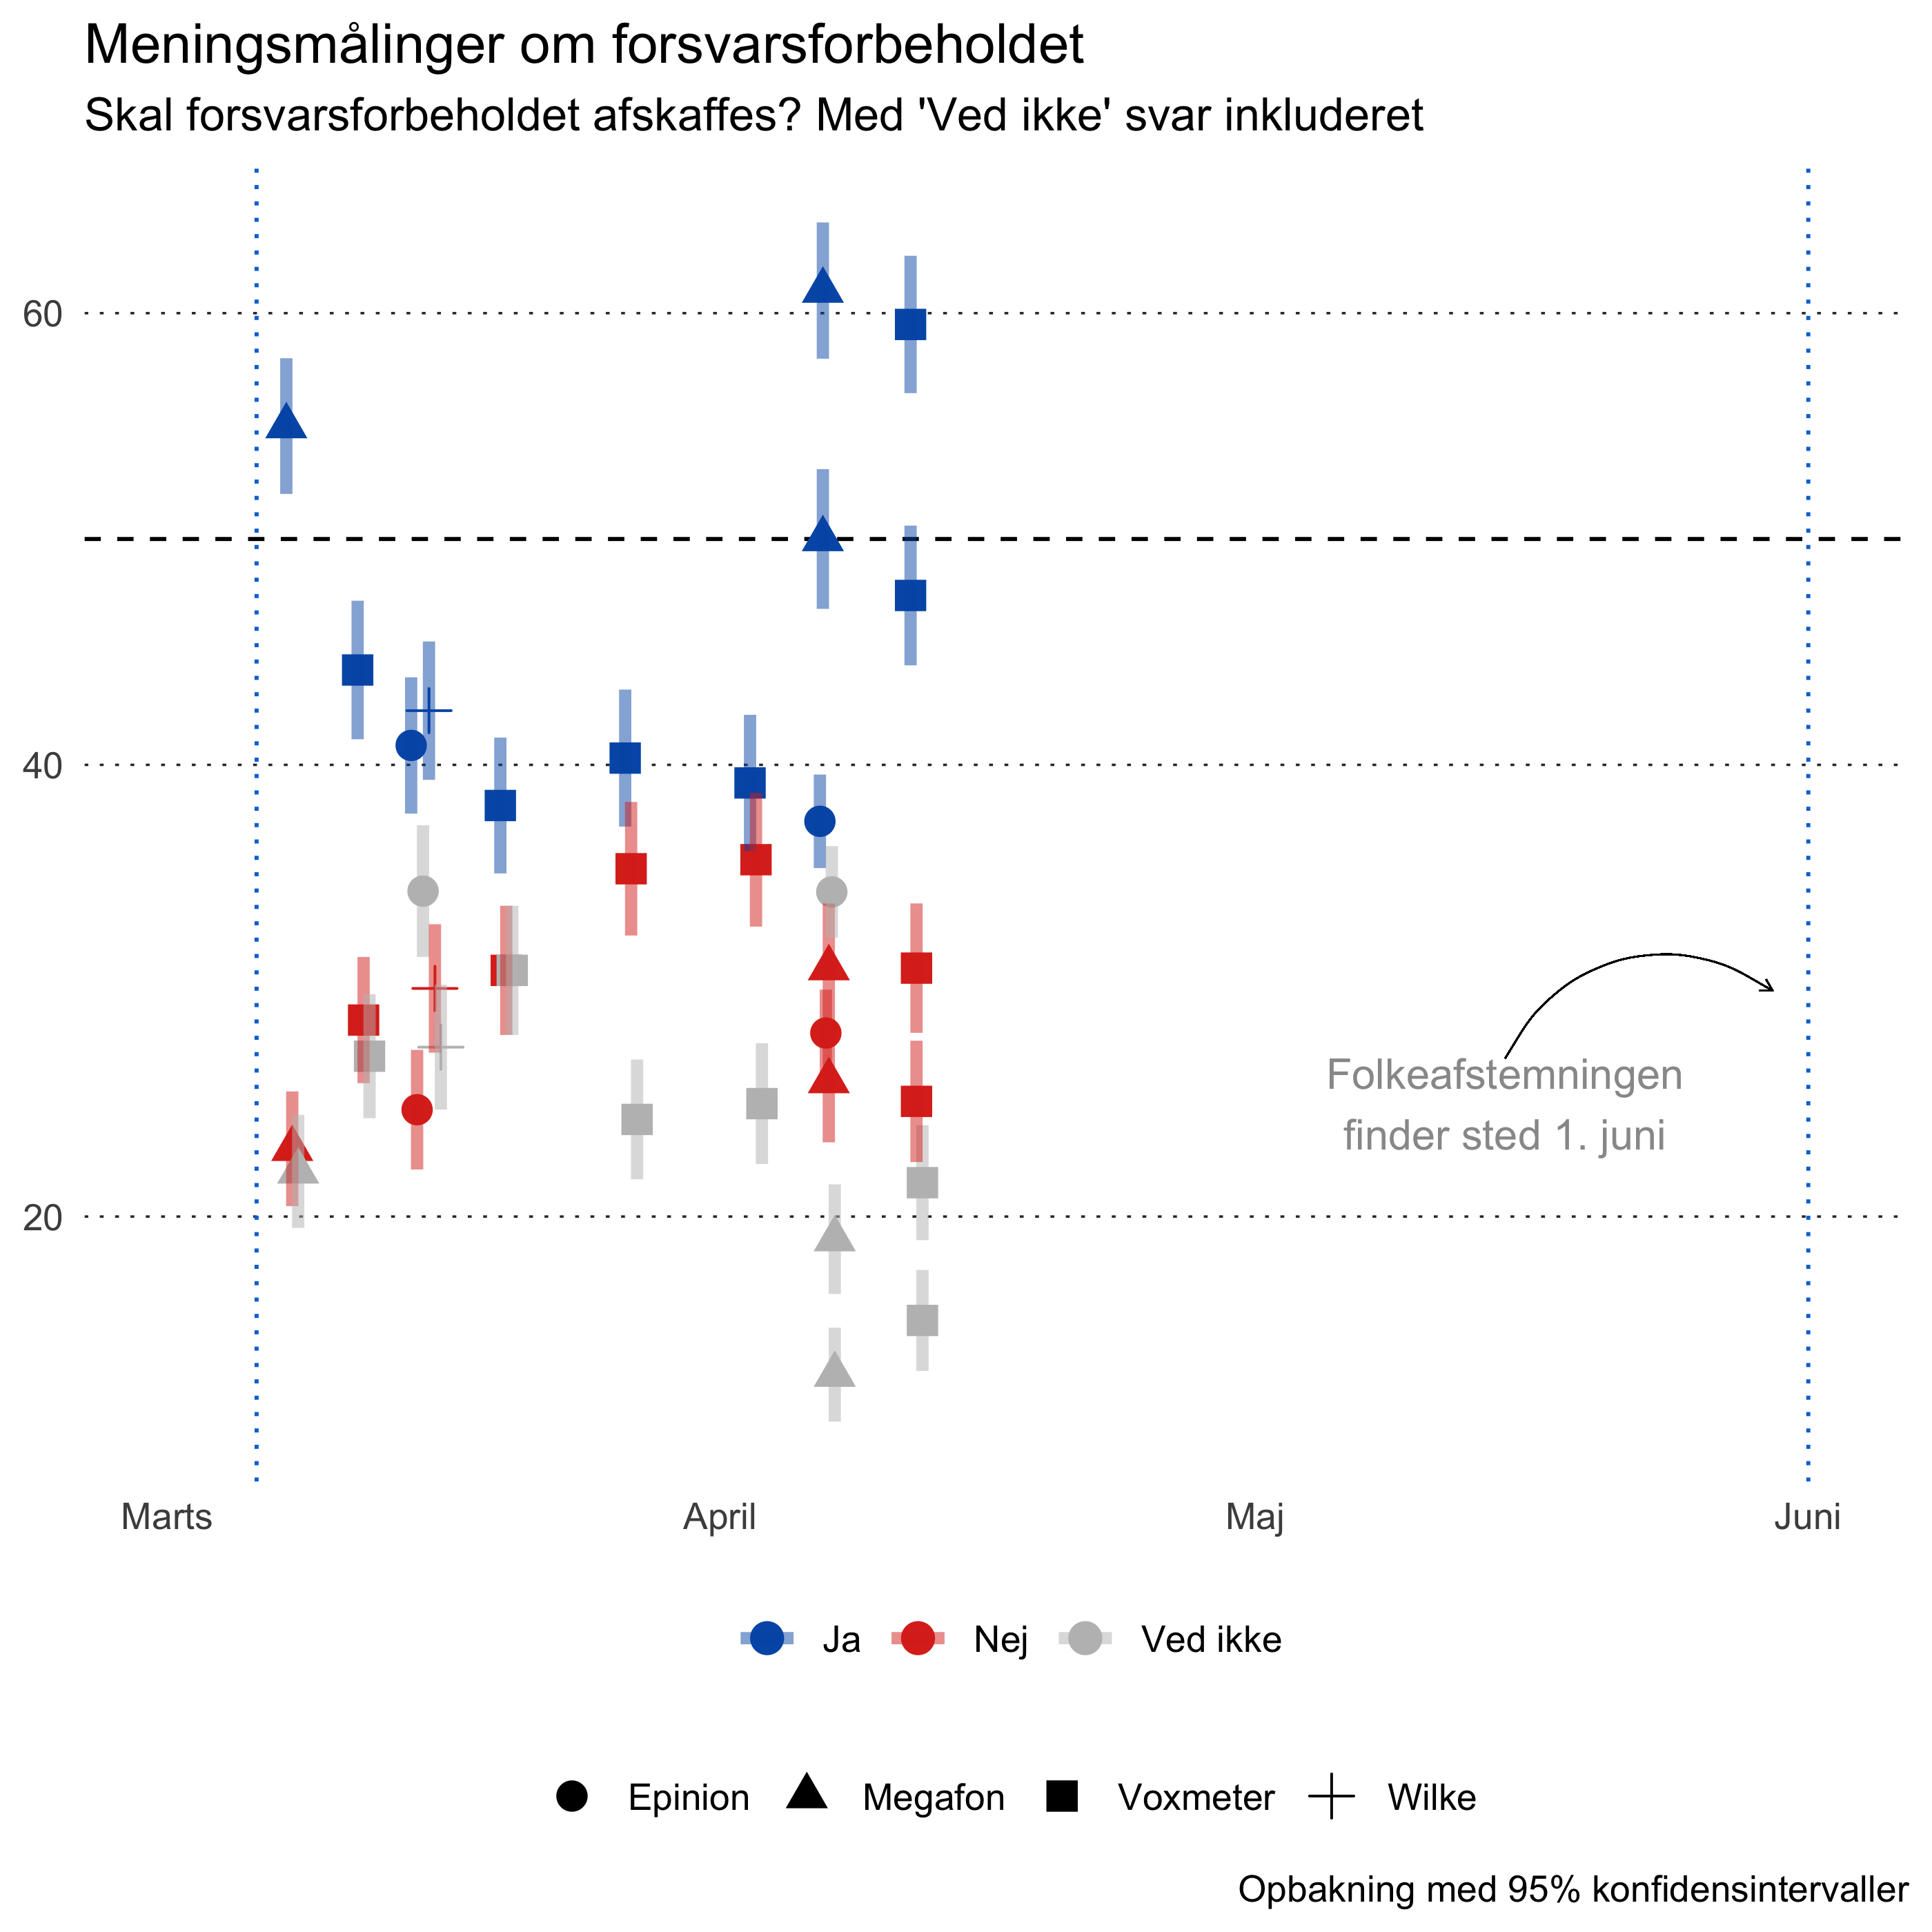 Meningsmålinger om forsvarsforbeholdet
Skal forsvarsforbeholdet afskaffes? Med 'Ved ikke' svar inkluderet
60
40
20
Folkeafstemningen
finder sted 1. juni
Marts April Maj Juni
Ja Nej Ved ikke
Epinion Megafon Voxmeter Wilke
Opbakning med 95% konfidensintervaller